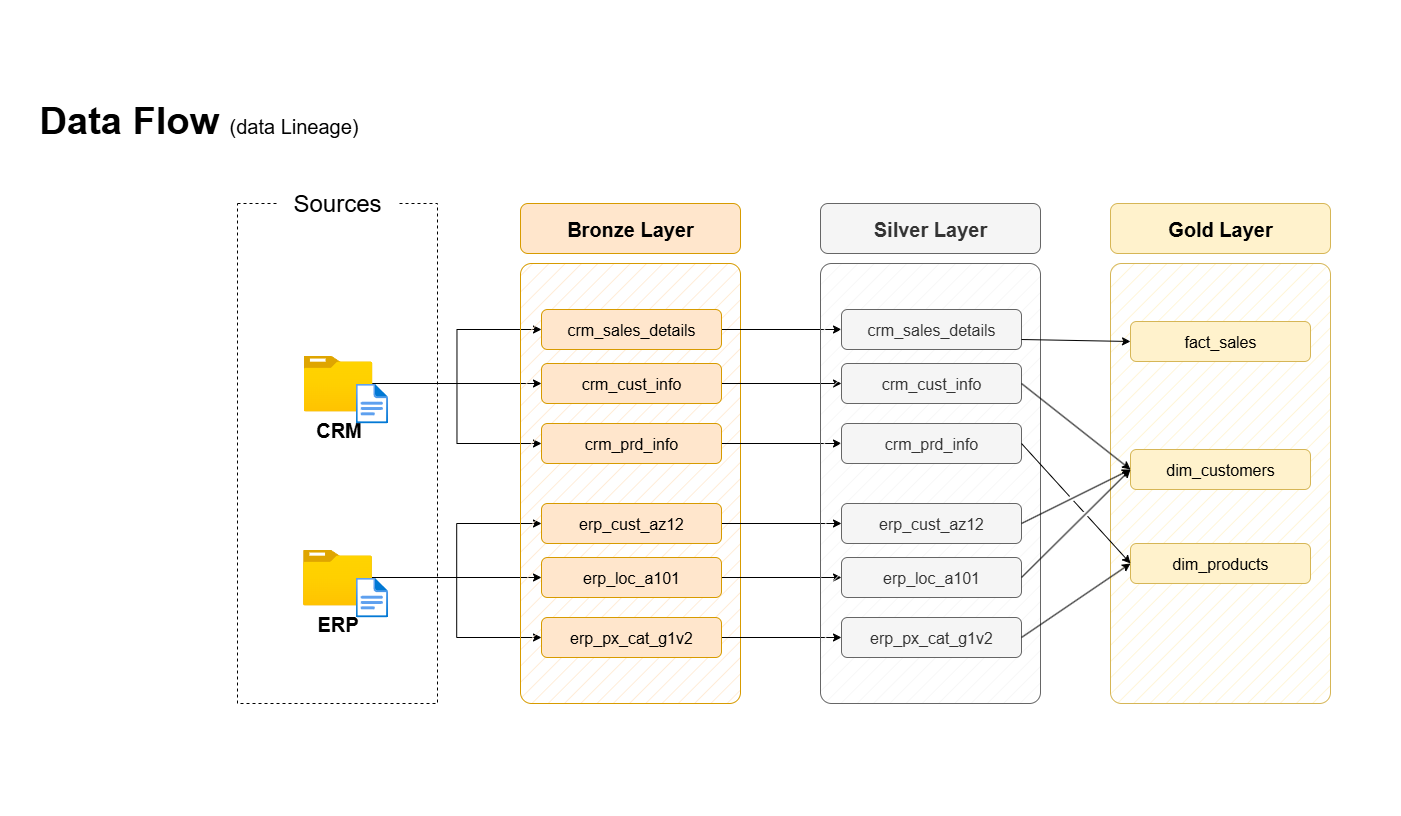 Data Flow (data Lineage)
Sources
CRM
ERP
Bronze Layer
crm_sales_details
crm_cust_info
crm_prd_info
erp_cust_az12
erp_loc_a101
erp_px_cat_g1v2
Silver Layer
crm_sales_details
crm_cust_info
crm_prd_info
erp_cust_az12
erp_loc_a101
erp_px_cat_g1v2
Gold Layer
fact_sales
dim_customers
dim_products